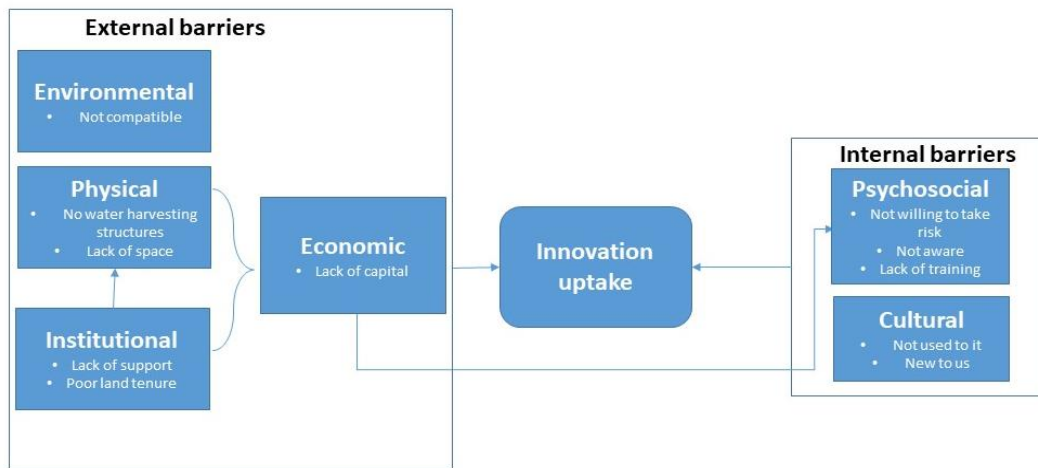 External barriers
Environmental
• Not compatible
Physical
• No water harvesting
structures
• Lack of space
Institutional
• Lack of support
• Poor land tenure
Economic
• Lack of capital
Innovation
uptake
Internal barriers
Psychosocial
• Not willing to take
risk
• Not aware
• Lack of training
Cultural
• Not used to it
• New to us